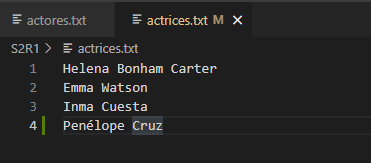 actores.txt actrices.txt M
S2R1 > actrices.txt
1 Helena Bonham Carter
2 Emma Watson
3 Inma Cuesta
4 Penélope Cruz